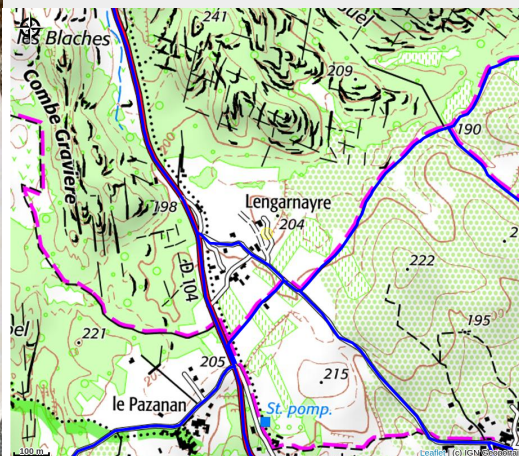 241
les Blaches
209
Combe Gravière
190
198
Lengarnayre
204
D.104
222
221
195
205
215
le Pazanan
St. pomp.
100 m
Leaflet | (c) IGN